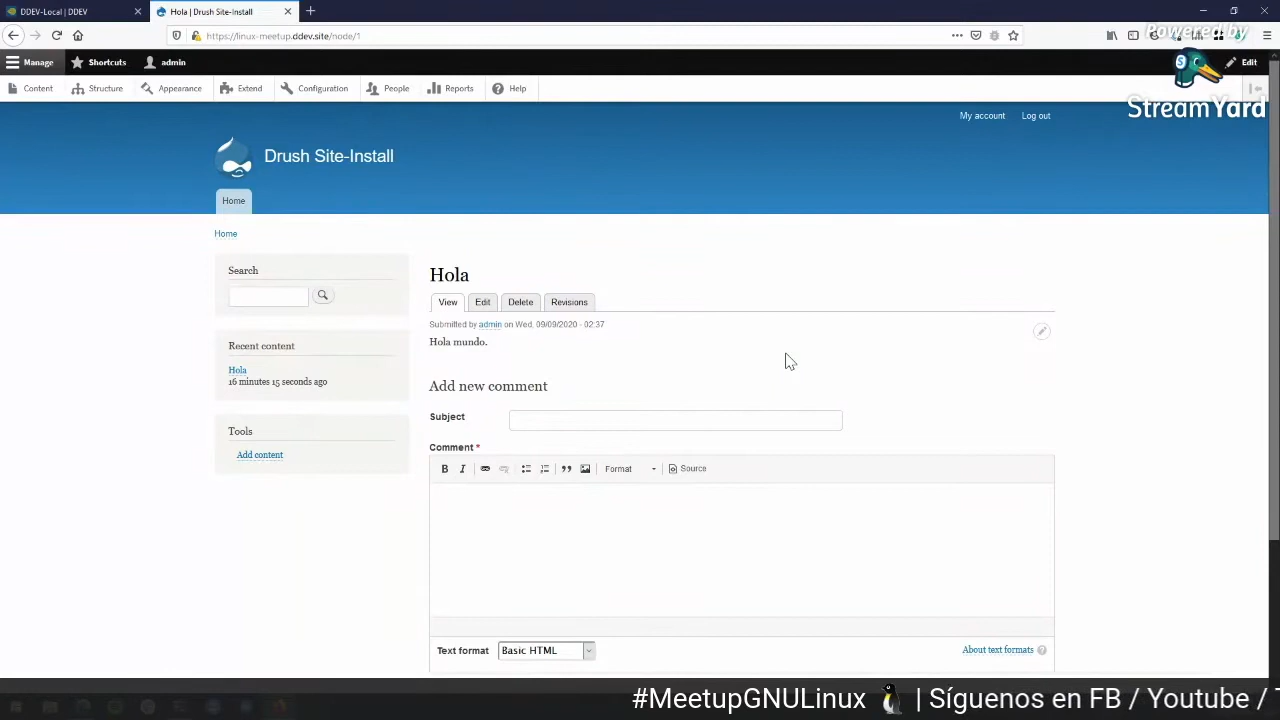 DDEV-Local | DDEV
Hola | Drush Site-Install
https://linux-meetup.ddev.site/node/1
Powered by
StreamYard
Manage Shortcuts admin Edit
Content Structure Appearance Extend Configuration People Reports Help
My account Log out
Drush Site-Install
Home
Home
Search
Recent content
Hola
16 minutes 15 seconds ago
Tools
Add content
Hola
View Edit Delete Revisions
Submitted by admin on Wed, 09/09/2020 - 02:37
Hola mundo.
Add new comment
Subject
Comment *
B I Format Source
Text format Basic HTML About text formats ?
#MeetupGNULinux | Síguenos en FB / Youtube /